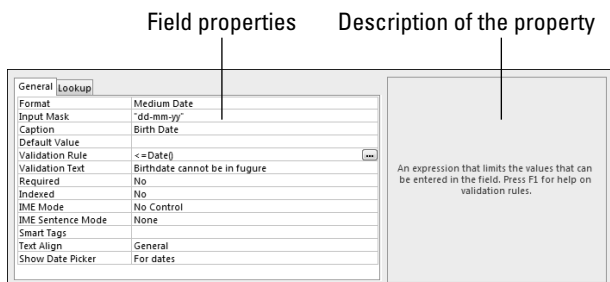 Field properties
Description of the property
General Lookup
Format Medium Date
Input Mask "dd-mm-yy"
Caption Birth Date
Default Value
Validation Rule <=Date() ...
Validation Text Birthdate cannot be in fugure
Required No
Indexed No
IME Mode No Control
IME Sentence Mode None
Smart Tags
Text Align General
Show Date Picker For dates
An expression that limits the values that can
be entered in the field. Press F1 for help on
validation rules.